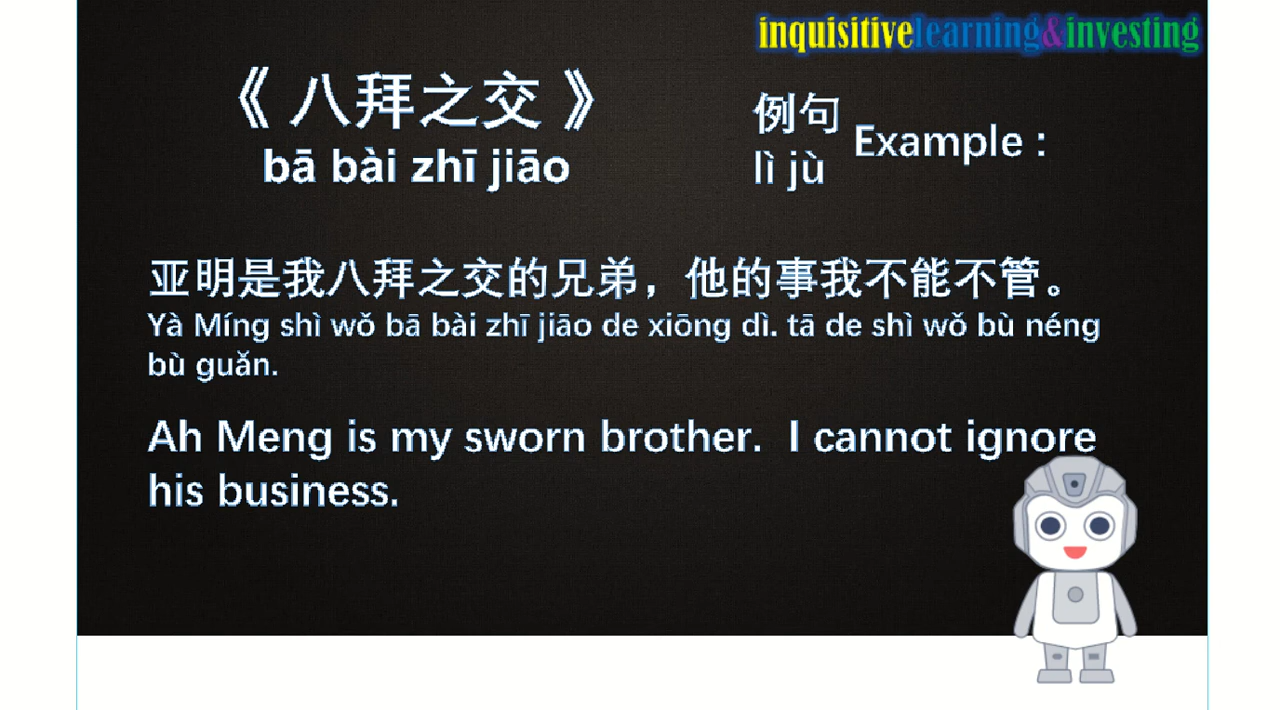 inquisitivelearning&investing
《 八拜之交 》
bā bài zhī jiāo
例句
lì jù
Example :
亚明是我八拜之交的兄弟，他的事我不能不管。
Yà Míng shì wǒ bā bài zhī jiāo de xiōng dì. tā de shì wǒ bù néng
bù guǎn.
Ah Meng is my sworn brother.  I cannot ignore
his business.